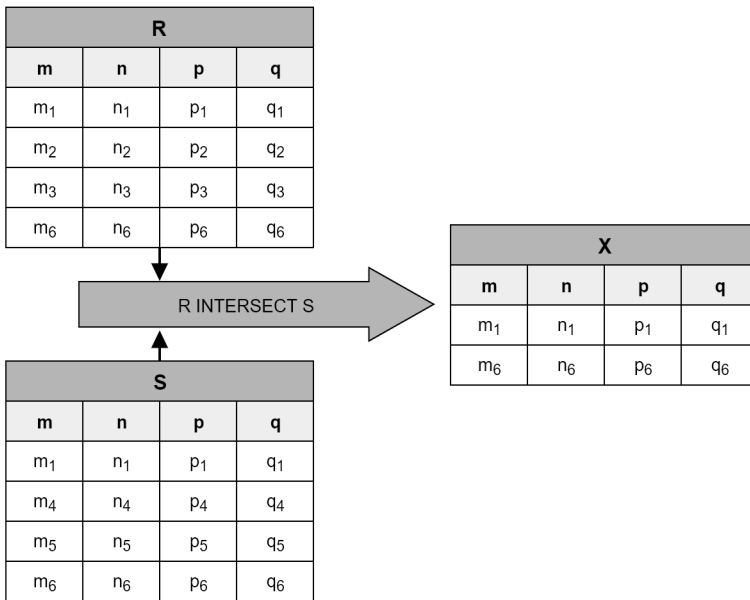 R
m n p q
m₁ n₁ p₁ q₁
m₂ n₂ p₂ q₂
m₃ n₃ p₃ q₃
m₆ n₆ p₆ q₆
R INTERSECT S
X
m n p q
m₁ n₁ p₁ q₁
m₆ n₆ p₆ q₆
S
m n p q
m₁ n₁ p₁ q₁
m₄ n₄ p₄ q₄
m₅ n₅ p₅ q₅
m₆ n₆ p₆ q₆